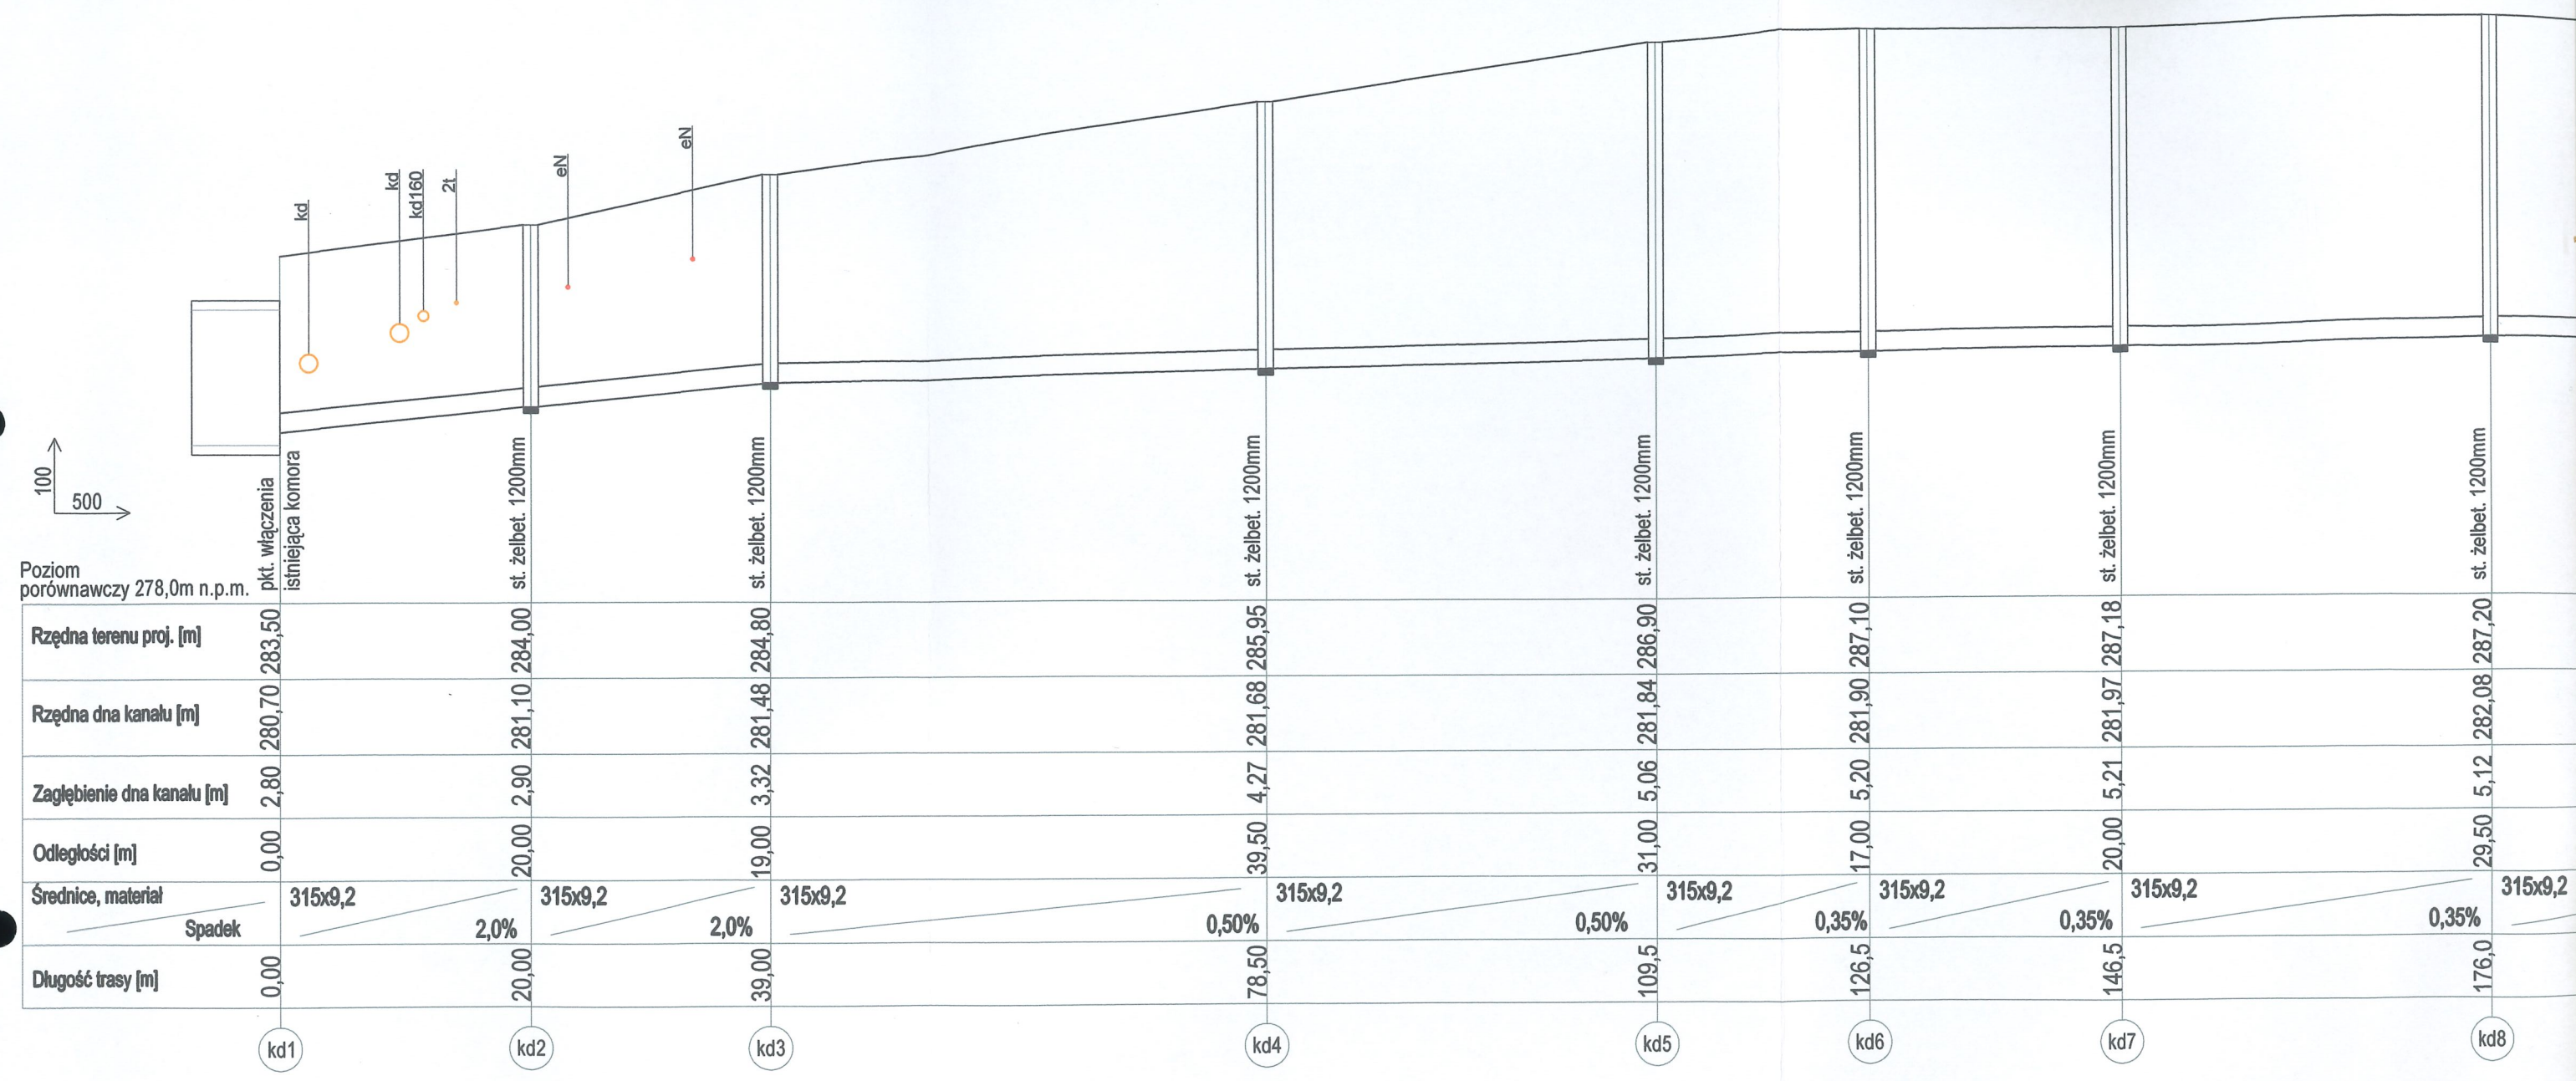 kd
kd
kd160
2t
eN
eN
100
500
pkt. włączenia
istniejąca komora
st. żelbet. 1200mm
st. żelbet. 1200mm
st. żelbet. 1200mm
st. żelbet. 1200mm
st. żelbet. 1200mm
st. żelbet. 1200mm
st. żelbet. 1200mm
Poziom
porównawczy 278,0m n.p.m.
Rzędna terenu proj. [m] 283,50 284,00 284,80 285,95 286,90 287,10 287,18 287,20
Rzędna dna kanału [m] 280,70 281,10 281,48 281,68 281,84 281,90 281,97 282,08
Zagłębienie dna kanału [m] 2,80 2,90 3,32 4,27 5,06 5,20 5,21 5,12
Odległości [m] 0,00 20,00 19,00 39,50 31,00 17,00 20,00 29,50
Średnice, materiał 315x9,2 315x9,2 315x9,2 315x9,2 315x9,2 315x9,2 315x9,2 315x9,2
Spadek 2,0% 2,0% 0,50% 0,50% 0,35% 0,35% 0,35%
Długość trasy [m] 0,00 20,00 39,00 78,50 109,5 126,5 146,5 176,0
kd1 kd2 kd3 kd4 kd5 kd6 kd7 kd8